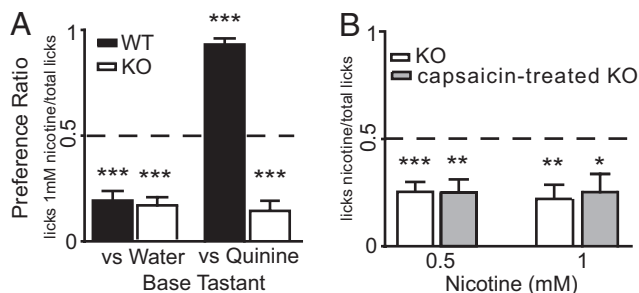 A
B
***
WT
KO
KO
capsaicin-treated KO
Preference Ratio
licks 1mM nicotine/total licks
licks nicotine/total licks
1
0.5
0
*** *** ***
1
0.5
0
*** ** ** *
vs Water vs Quinine
Base Tastant
0.5 1
Nicotine (mM)